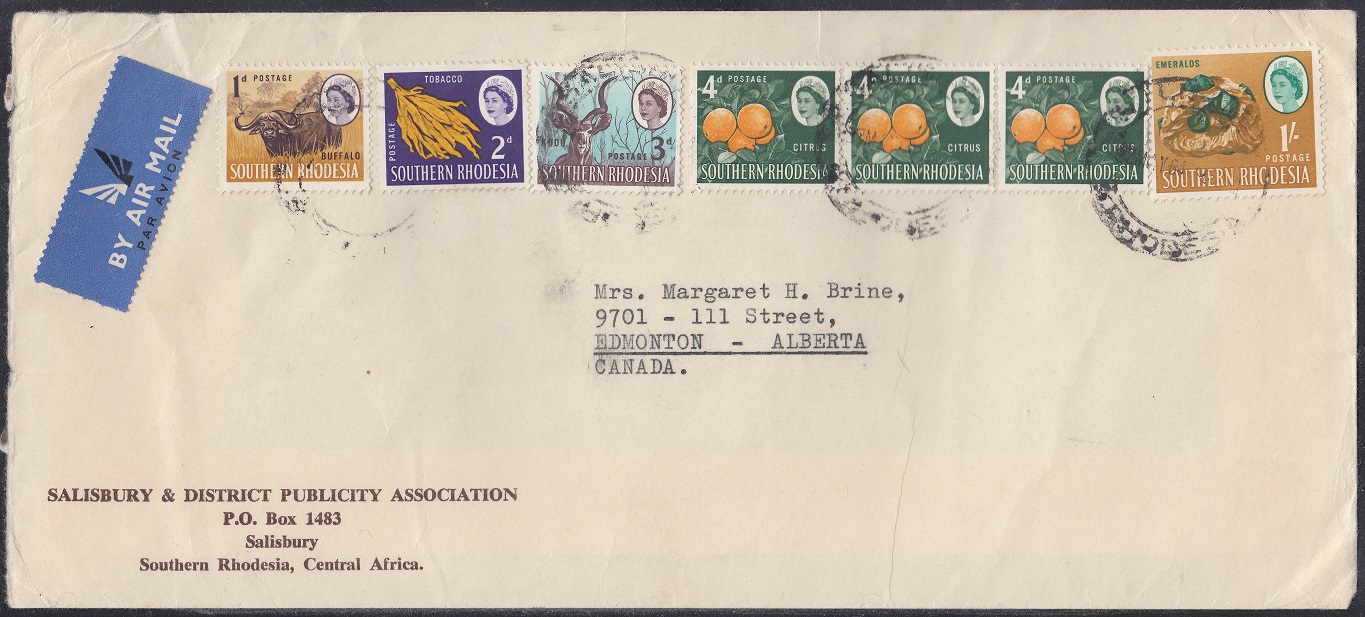 BY AIR MAIL
PAR AVION
1d POSTAGE
BUFFALO
SOUTHERN RHODESIA
TOBACCO
POSTAGE
2d
SOUTHERN RHODESIA
KUDU
POSTAGE 3d
SOUTHERN RHODESIA
4d POSTAGE
CITRUS
SOUTHERN RHODESIA
4d POSTAGE
CITRUS
SOUTHERN RHODESIA
4d POSTAGE
CITRUS
SOUTHERN RHODESIA
EMERALDS
1/-
POSTAGE
SOUTHERN RHODESIA
Mrs. Margaret H. Brine,
9701 - 111 Street,
EDMONTON - ALBERTA
CANADA.
SALISBURY & DISTRICT PUBLICITY ASSOCIATION
P.O. Box 1483
Salisbury
Southern Rhodesia, Central Africa.